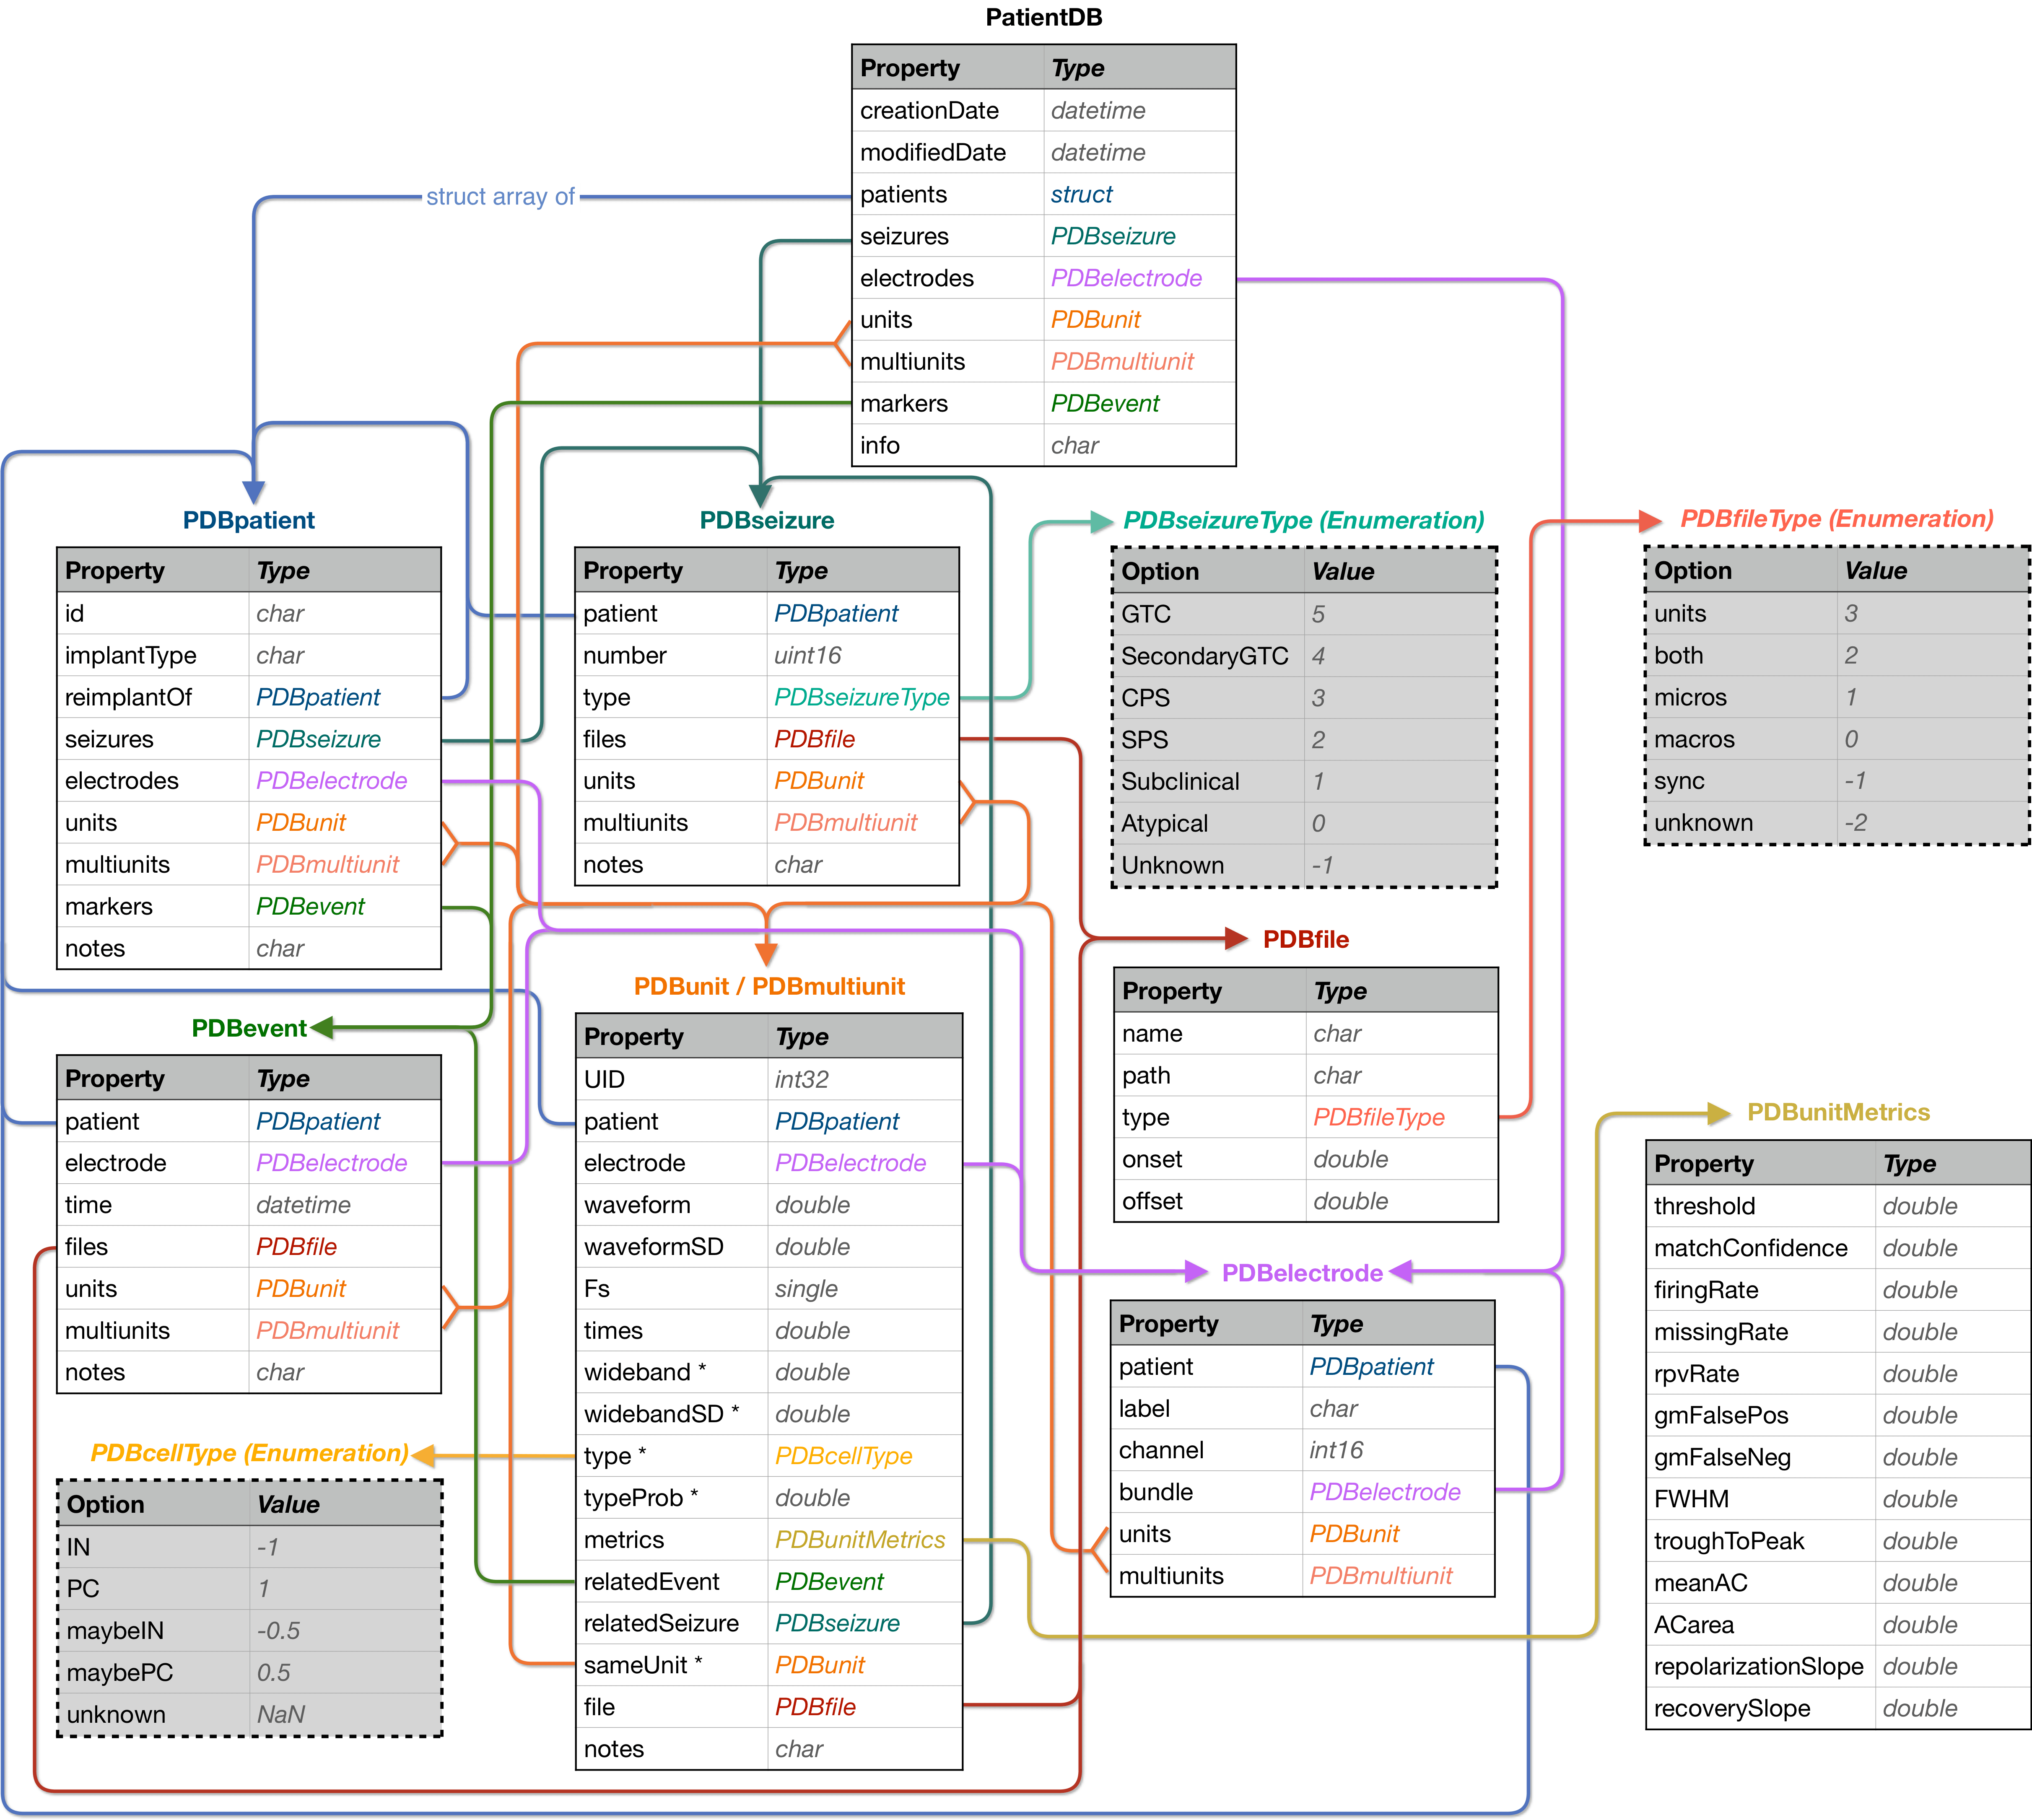 PatientDB
Property Type
creationDate datetime
modifiedDate datetime
patients struct
seizures PDBseizure
electrodes PDBelectrode
units PDBunit
multiunits PDBmultiunit
markers PDBevent
info char
struct array of
PDBpatient
Property Type
id char
implantType char
reimplantOf PDBpatient
seizures PDBseizure
electrodes PDBelectrode
units PDBunit
multiunits PDBmultiunit
markers PDBevent
notes char
PDBseizure
Property Type
patient PDBpatient
number uint16
type PDBseizureType
files PDBfile
units PDBunit
multiunits PDBmultiunit
notes char
PDBseizureType (Enumeration)
Option Value
GTC 5
SecondaryGTC 4
CPS 3
SPS 2
Subclinical 1
Atypical 0
Unknown -1
PDBfileType (Enumeration)
Option Value
units 3
both 2
micros 1
macros 0
sync -1
unknown -2
PDBevent
Property Type
patient PDBpatient
electrode PDBelectrode
time datetime
files PDBfile
units PDBunit
multiunits PDBmultiunit
notes char
PDBunit / PDBmultiunit
Property Type
UID int32
patient PDBpatient
electrode PDBelectrode
waveform double
waveformSD double
Fs single
times double
wideband * double
widebandSD * double
type * PDBcellType
typeProb * double
metrics PDBunitMetrics
relatedEvent PDBevent
relatedSeizure PDBseizure
sameUnit * PDBunit
file PDBfile
notes char
PDBfile
Property Type
name char
path char
type PDBfileType
onset double
offset double
PDBelectrode
Property Type
patient PDBpatient
label char
channel int16
bundle PDBelectrode
units PDBunit
multiunits PDBmultiunit
PDBunitMetrics
Property Type
threshold double
matchConfidence double
firingRate double
missingRate double
rpvRate double
gmFalsePos double
gmFalseNeg double
FWHM double
troughToPeak double
meanAC double
ACarea double
repolarizationSlope double
recoverySlope double
PDBcellType (Enumeration)
Option Value
IN -1
PC 1
maybeIN -0.5
maybePC 0.5
unknown NaN